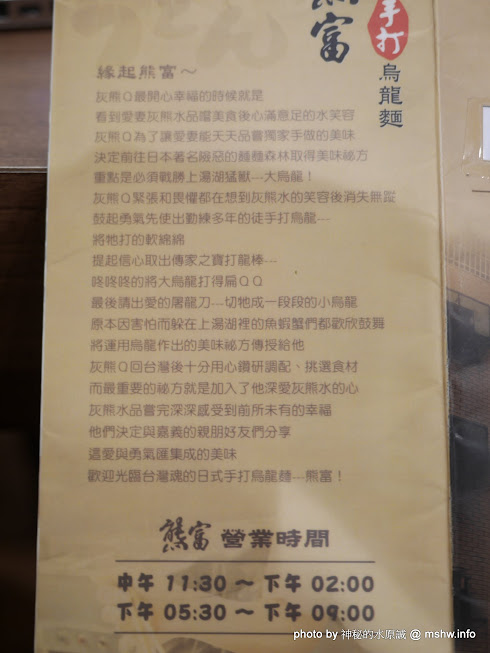 うどん
熊富
手打
烏龍麵
緣起熊富～
灰熊Q最開心幸福的時候就是
看到愛妻灰熊水品嚐美食後心滿意足的水笑容
灰熊Q為了讓愛妻能天天品嘗獨家手做的美味
決定前往日本著名險惡的麵麵森林取得美味祕方
重點是必須戰勝上湯湖猛獸---大烏龍！
灰熊Q緊張和畏懼都在想到灰熊水的笑容後消失無蹤
鼓起勇氣先使出勤練多年的徒手打烏龍---
將牠打的軟綿綿
提起信心取出傳家之寶打龍棒---
咚咚咚的將大烏龍打得扁QQ
最後請出愛的屠龍刀---切牠成一段段的小烏龍
原本因害怕而躲在上湯湖裡的魚蝦蟹們都歡欣鼓舞
將運用烏龍作出的美味祕方傳授給他
灰熊Q回台灣後十分用心鑽研調配、挑選食材
而最重要的祕方就是加入了他深愛灰熊水的心
灰熊水品嘗完深深感受到前所未有的幸福
他們決定與嘉義的親朋好友們分享
這愛與勇氣匯集成的美味
歡迎光臨台灣魂的日式手打烏龍麵---熊富！
熊富 營業時間
中午 11:30 ～ 下午 02:00
下午 05:30 ～ 下午 09:00
photo by 神秘的水原誠 @ mshw.info